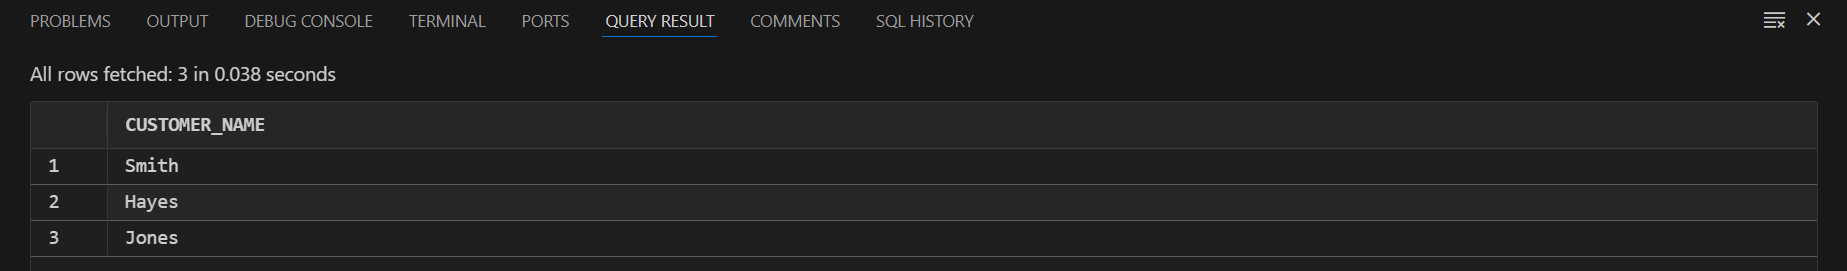 PROBLEMS OUTPUT DEBUG CONSOLE TERMINAL PORTS QUERY RESULT COMMENTS SQL HISTORY
All rows fetched: 3 in 0.038 seconds
CUSTOMER_NAME
1 Smith
2 Hayes
3 Jones